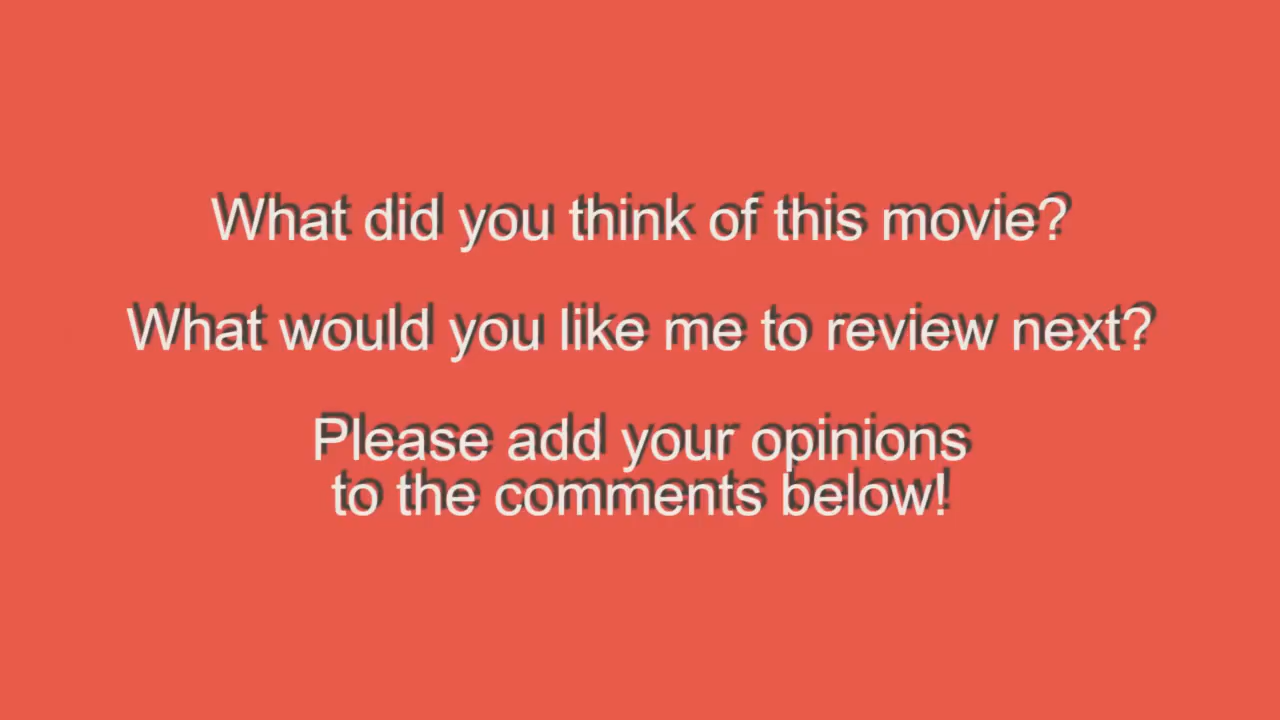 What did you think of this movie?
What would you like me to review next?
Please add your opinions
to the comments below!